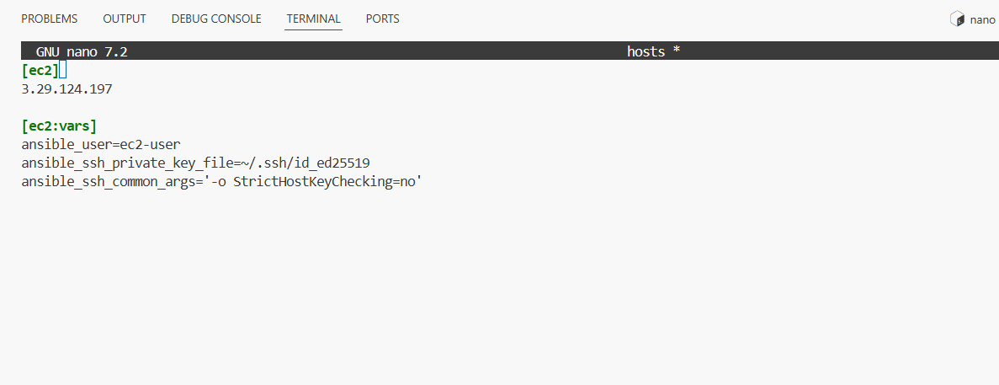 PROBLEMS OUTPUT DEBUG CONSOLE TERMINAL PORTS nano
GNU nano 7.2 hosts *
[ec2]
3.29.124.197
[ec2:vars]
ansible_user=ec2-user
ansible_ssh_private_key_file=~/.ssh/id_ed25519
ansible_ssh_common_args='-o StrictHostKeyChecking=no'